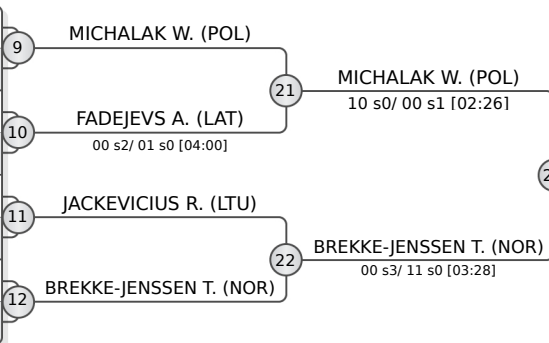 MICHALAK W. (POL)
9
21
MICHALAK W. (POL)
10 s0/ 00 s1 [02:26]
FADEJEVS A. (LAT)
10
00 s2/ 01 s0 [04:00]
JACKEVICIUS R. (LTU)
11
22
BREKKE-JENSSEN T. (NOR)
00 s3/ 11 s0 [03:28]
BREKKE-JENSSEN T. (NOR)
12